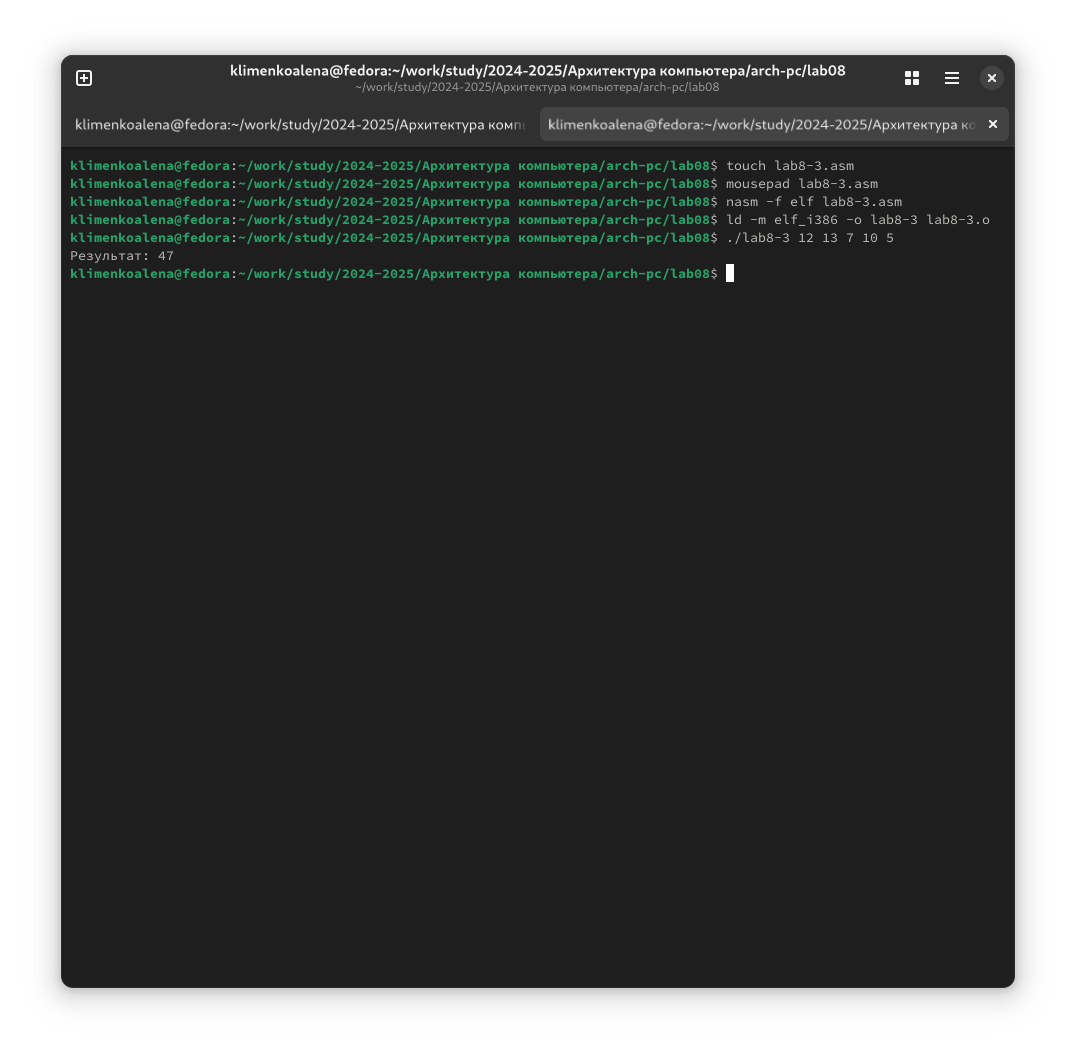 klimenkoalena@fedora:~/work/study/2024-2025/Архитектура компьютера/arch-pc/lab08
~/work/study/2024-2025/Архитектура компьютера/arch-pc/lab08
klimenkoalena@fedora:~/work/study/2024-2025/Архитектура комп
klimenkoalena@fedora:~/work/study/2024-2025/Архитектура ко
klimenkoalena@fedora:~/work/study/2024-2025/Архитектура компьютера/arch-pc/lab08$ touch lab8-3.asm
klimenkoalena@fedora:~/work/study/2024-2025/Архитектура компьютера/arch-pc/lab08$ mousepad lab8-3.asm
klimenkoalena@fedora:~/work/study/2024-2025/Архитектура компьютера/arch-pc/lab08$ nasm -f elf lab8-3.asm
klimenkoalena@fedora:~/work/study/2024-2025/Архитектура компьютера/arch-pc/lab08$ ld -m elf_i386 -o lab8-3 lab8-3.o
klimenkoalena@fedora:~/work/study/2024-2025/Архитектура компьютера/arch-pc/lab08$ ./lab8-3 12 13 7 10 5
Результат: 47
klimenkoalena@fedora:~/work/study/2024-2025/Архитектура компьютера/arch-pc/lab08$